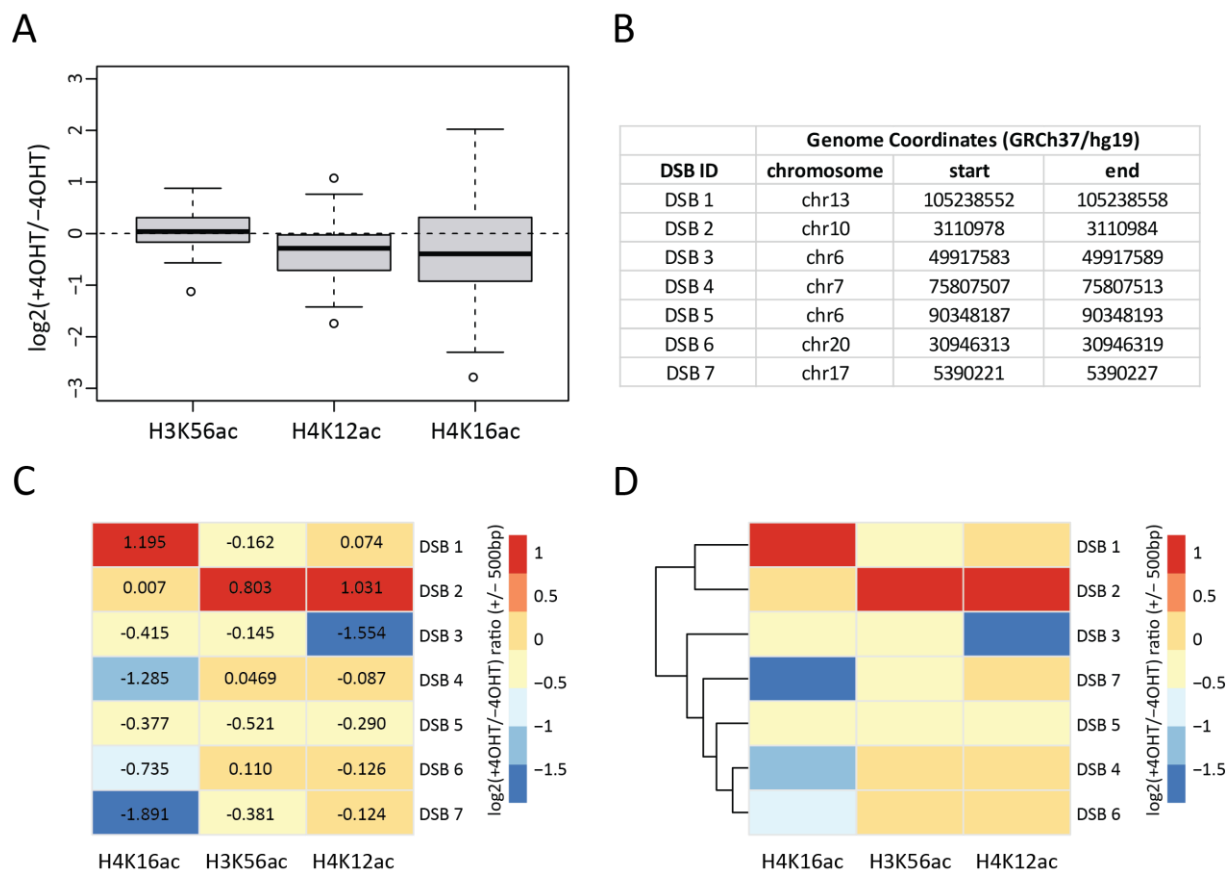 A
log2(+4OHT/−4OHT)
3
2
1
0
−1
−2
−3
H3K56ac H4K12ac H4K16ac
B
Genome Coordinates (GRCh37/hg19)
DSB ID chromosome start end
DSB 1 chr13 105238552 105238558
DSB 2 chr10 3110978 3110984
DSB 3 chr6 49917583 49917589
DSB 4 chr7 75807507 75807513
DSB 5 chr6 90348187 90348193
DSB 6 chr20 30946313 30946319
DSB 7 chr17 5390221 5390227
C
1.195 -0.162 0.074 DSB 1
0.007 0.803 1.031 DSB 2
-0.415 -0.145 -1.554 DSB 3
-1.285 0.0469 -0.087 DSB 4
-0.377 -0.521 -0.290 DSB 5
-0.735 0.110 -0.126 DSB 6
-1.891 -0.381 -0.124 DSB 7
H4K16ac H3K56ac H4K12ac
1
0.5
0
−0.5
−1
−1.5
log2(+4OHT/−4OHT) ratio (+/− 500bp)
D
DSB 1
DSB 2
DSB 3
DSB 7
DSB 5
DSB 4
DSB 6
H4K16ac H3K56ac H4K12ac
1
0.5
0
−0.5
−1
−1.5
log2(+4OHT/−4OHT) ratio (+/− 500bp)